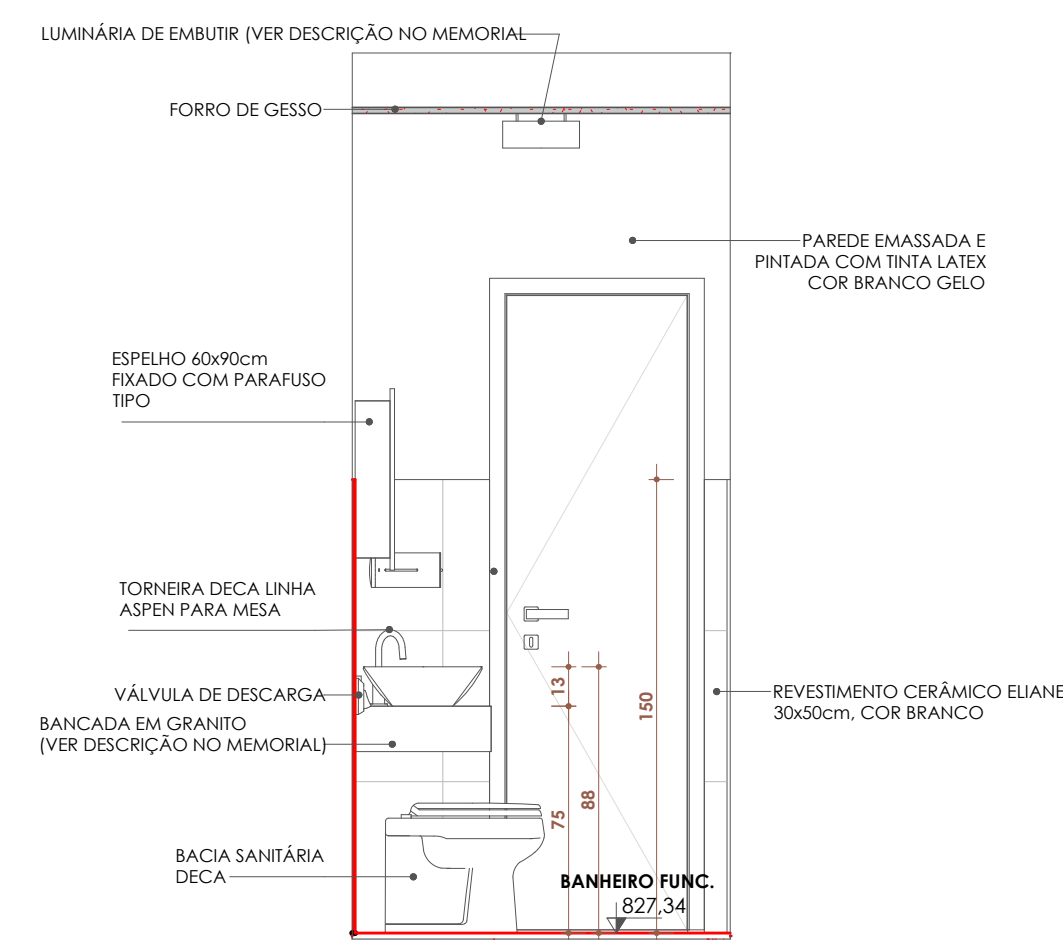 LUMINÁRIA DE EMBUTIR (VER DESCRIÇÃO NO MEMORIAL
FORRO DE GESSO
PAREDE EMASSADA E
PINTADA COM TINTA LATEX
COR BRANCO GELO
ESPELHO 60x90cm
FIXADO COM PARAFUSO
TIPO
TORNEIRA DECA LINHA
ASPEN PARA MESA
VÁLVULA DE DESCARGA
BANCADA EM GRANITO
(VER DESCRIÇÃO NO MEMORIAL)
13
150
REVESTIMENTO CERÂMICO ELIANE
30x50cm, COR BRANCO
75
88
BACIA SANITÁRIA
DECA
BANHEIRO FUNC.
827,34